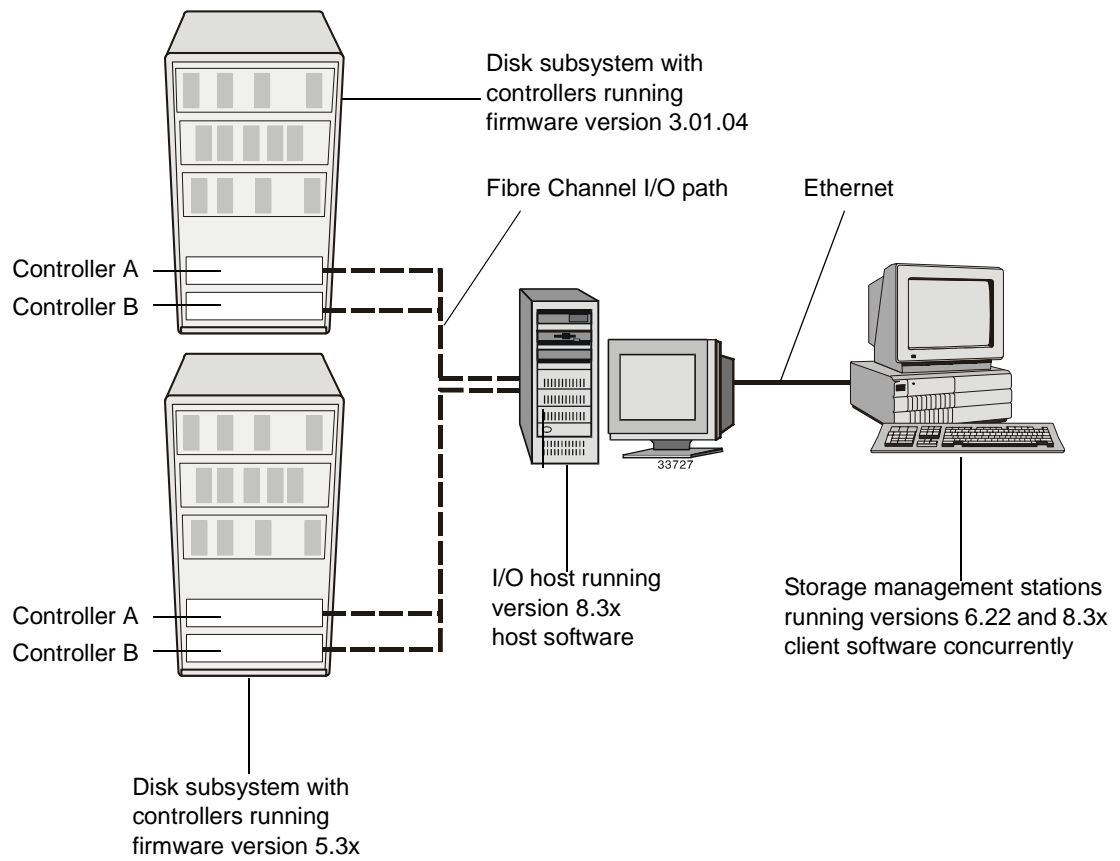 Disk subsystem with
controllers running
firmware version 3.01.04
Fibre Channel I/O path
Ethernet
Controller A
Controller B
33727
I/O host running
version 8.3x
host software
Storage management stations
running versions 6.22 and 8.3x
client software concurrently
Controller A
Controller B
Disk subsystem with
controllers running
firmware version 5.3x